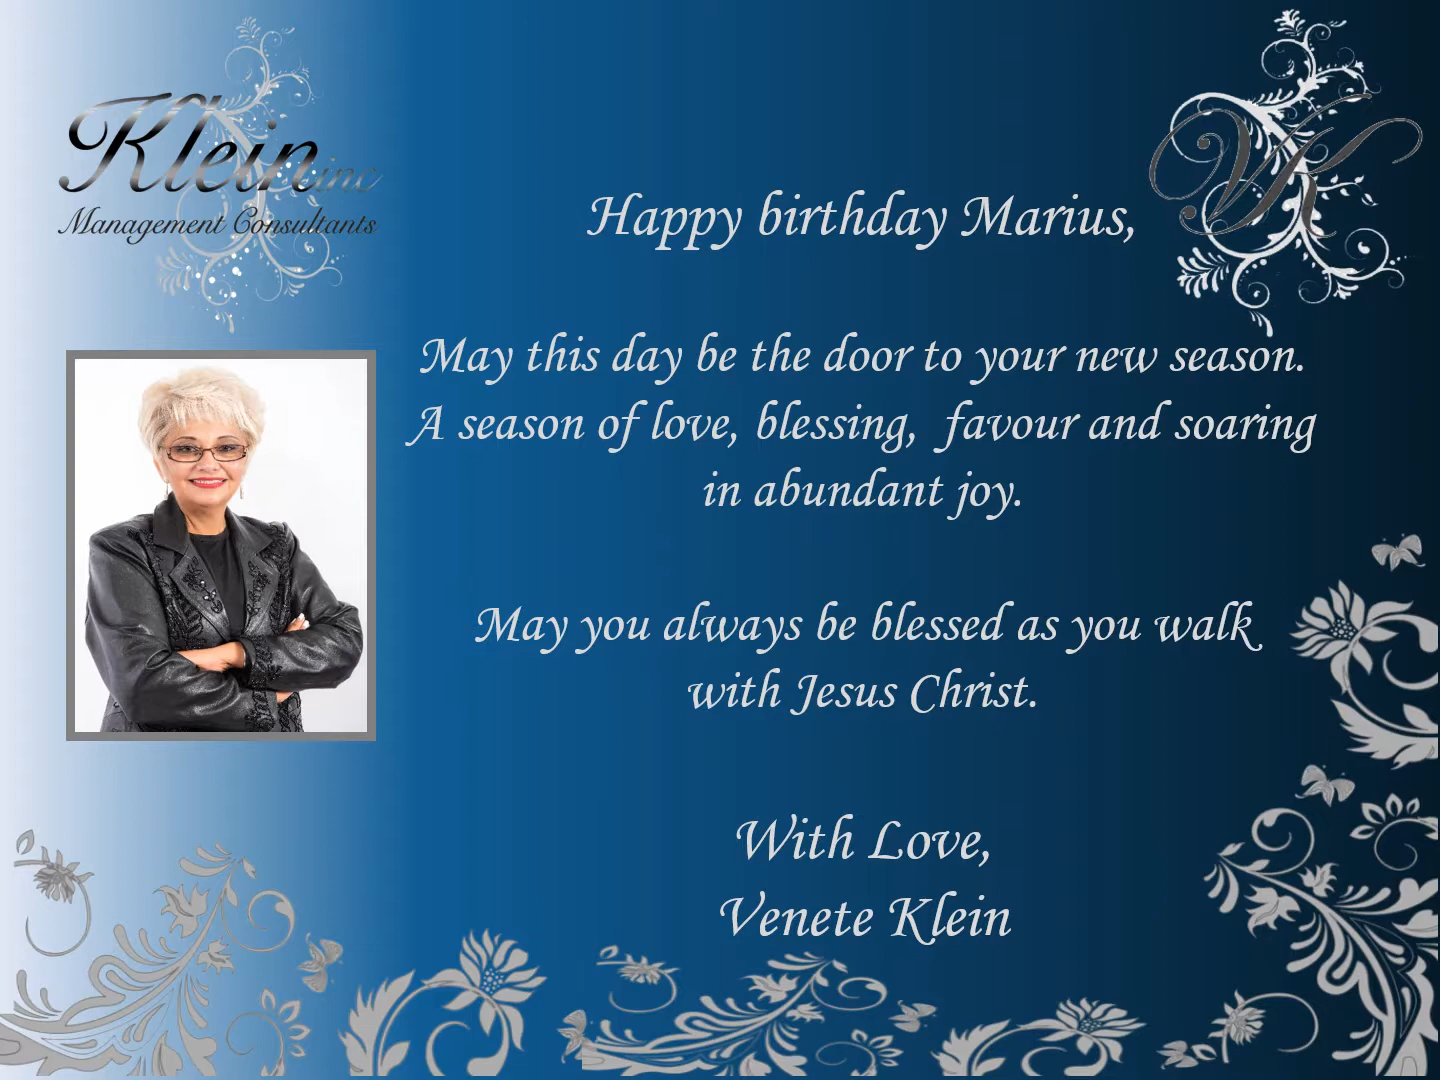 Klein inc
Management Consultants
VK
Happy birthday Marius,
May this day be the door to your new season.
A season of love, blessing,  favour and soaring
in abundant joy.
May you always be blessed as you walk
with Jesus Christ.
With Love,
Venete Klein